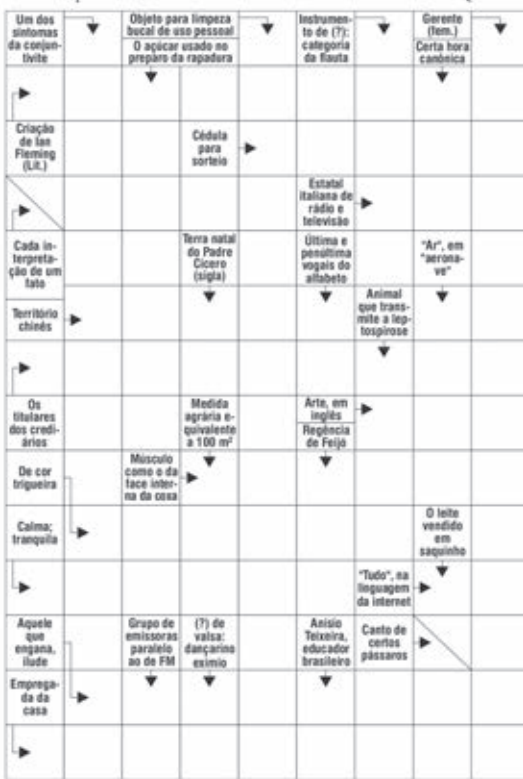 Um dos
sintomas
da conjun-
tivite
Objeto para limpeza
bucal de uso pessoal
O açúcar usado no
preparo da rapadura
Instrumen-
to de (?):
categoria
da flauta
Gerente
(fem.)
Certa hora
canônica
Criação
de Ian
Fleming
(Lit.)
Cédula
para
sorteio
Estatal
italiana de
rádio e
televisão
Cada in-
terpreta-
ção de um
fato
Terra natal
do Padre
Cícero
(sigla)
Última e
penúltima
vogais do
alfabeto
"Ar", em
"aerona-
ve"
Território
chinês
Animal
que trans-
mite a lep-
tospirose
Os
titulares
dos credi-
ários
Medida
agrária e-
quivalente
a 100 m²
Arte, em
inglês
Regência
de Feijó
De cor
trigueira
Músculo
como o da
face inter-
na da coxa
Calma;
tranquila
O leite
vendido
em
saquinho
"Tudo", na
linguagem
da internet
Aquele
que
engana,
ilude
Grupo de
emissoras
paralelo
ao de FM
(?) de
valsa:
dançarino
exímio
Anísio
Teixeira,
educador
brasileiro
Canto de
certos
pássaros
Emprega-
da da
casa